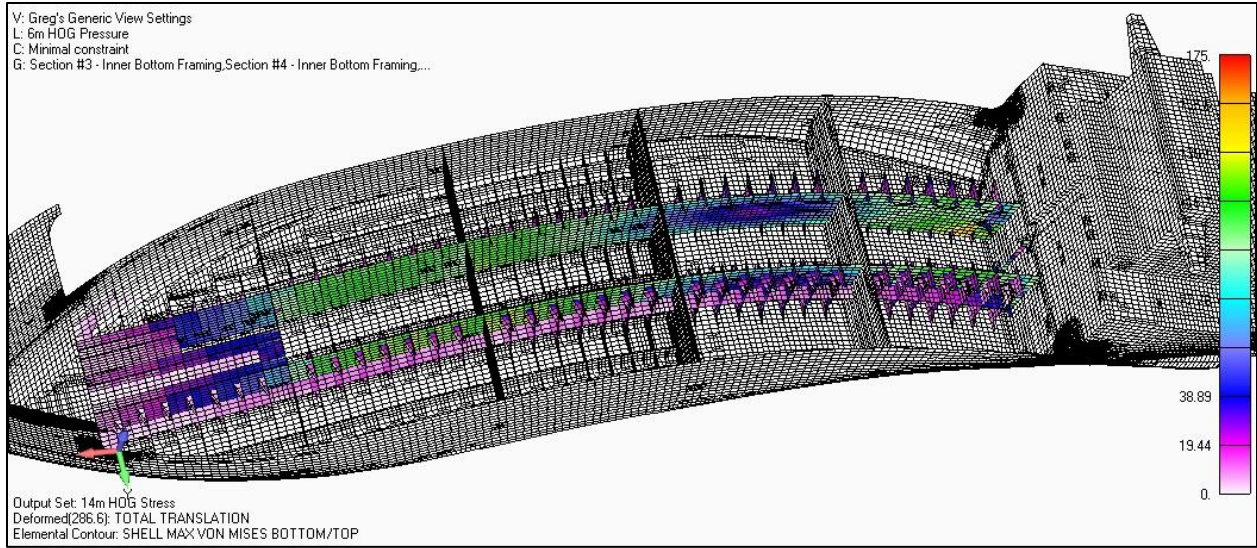 V: Greg's Generic View Settings
L: 6m HOG Pressure
C: Minimal constraint
G: Section #3 - Inner Bottom Framing,Section #4 - Inner Bottom Framing,...
175.
38.89
19.44
0.
Y
Output Set: 14m HOG Stress
Deformed(286.6): TOTAL TRANSLATION
Elemental Contour: SHELL MAX VON MISES BOTTOM/TOP